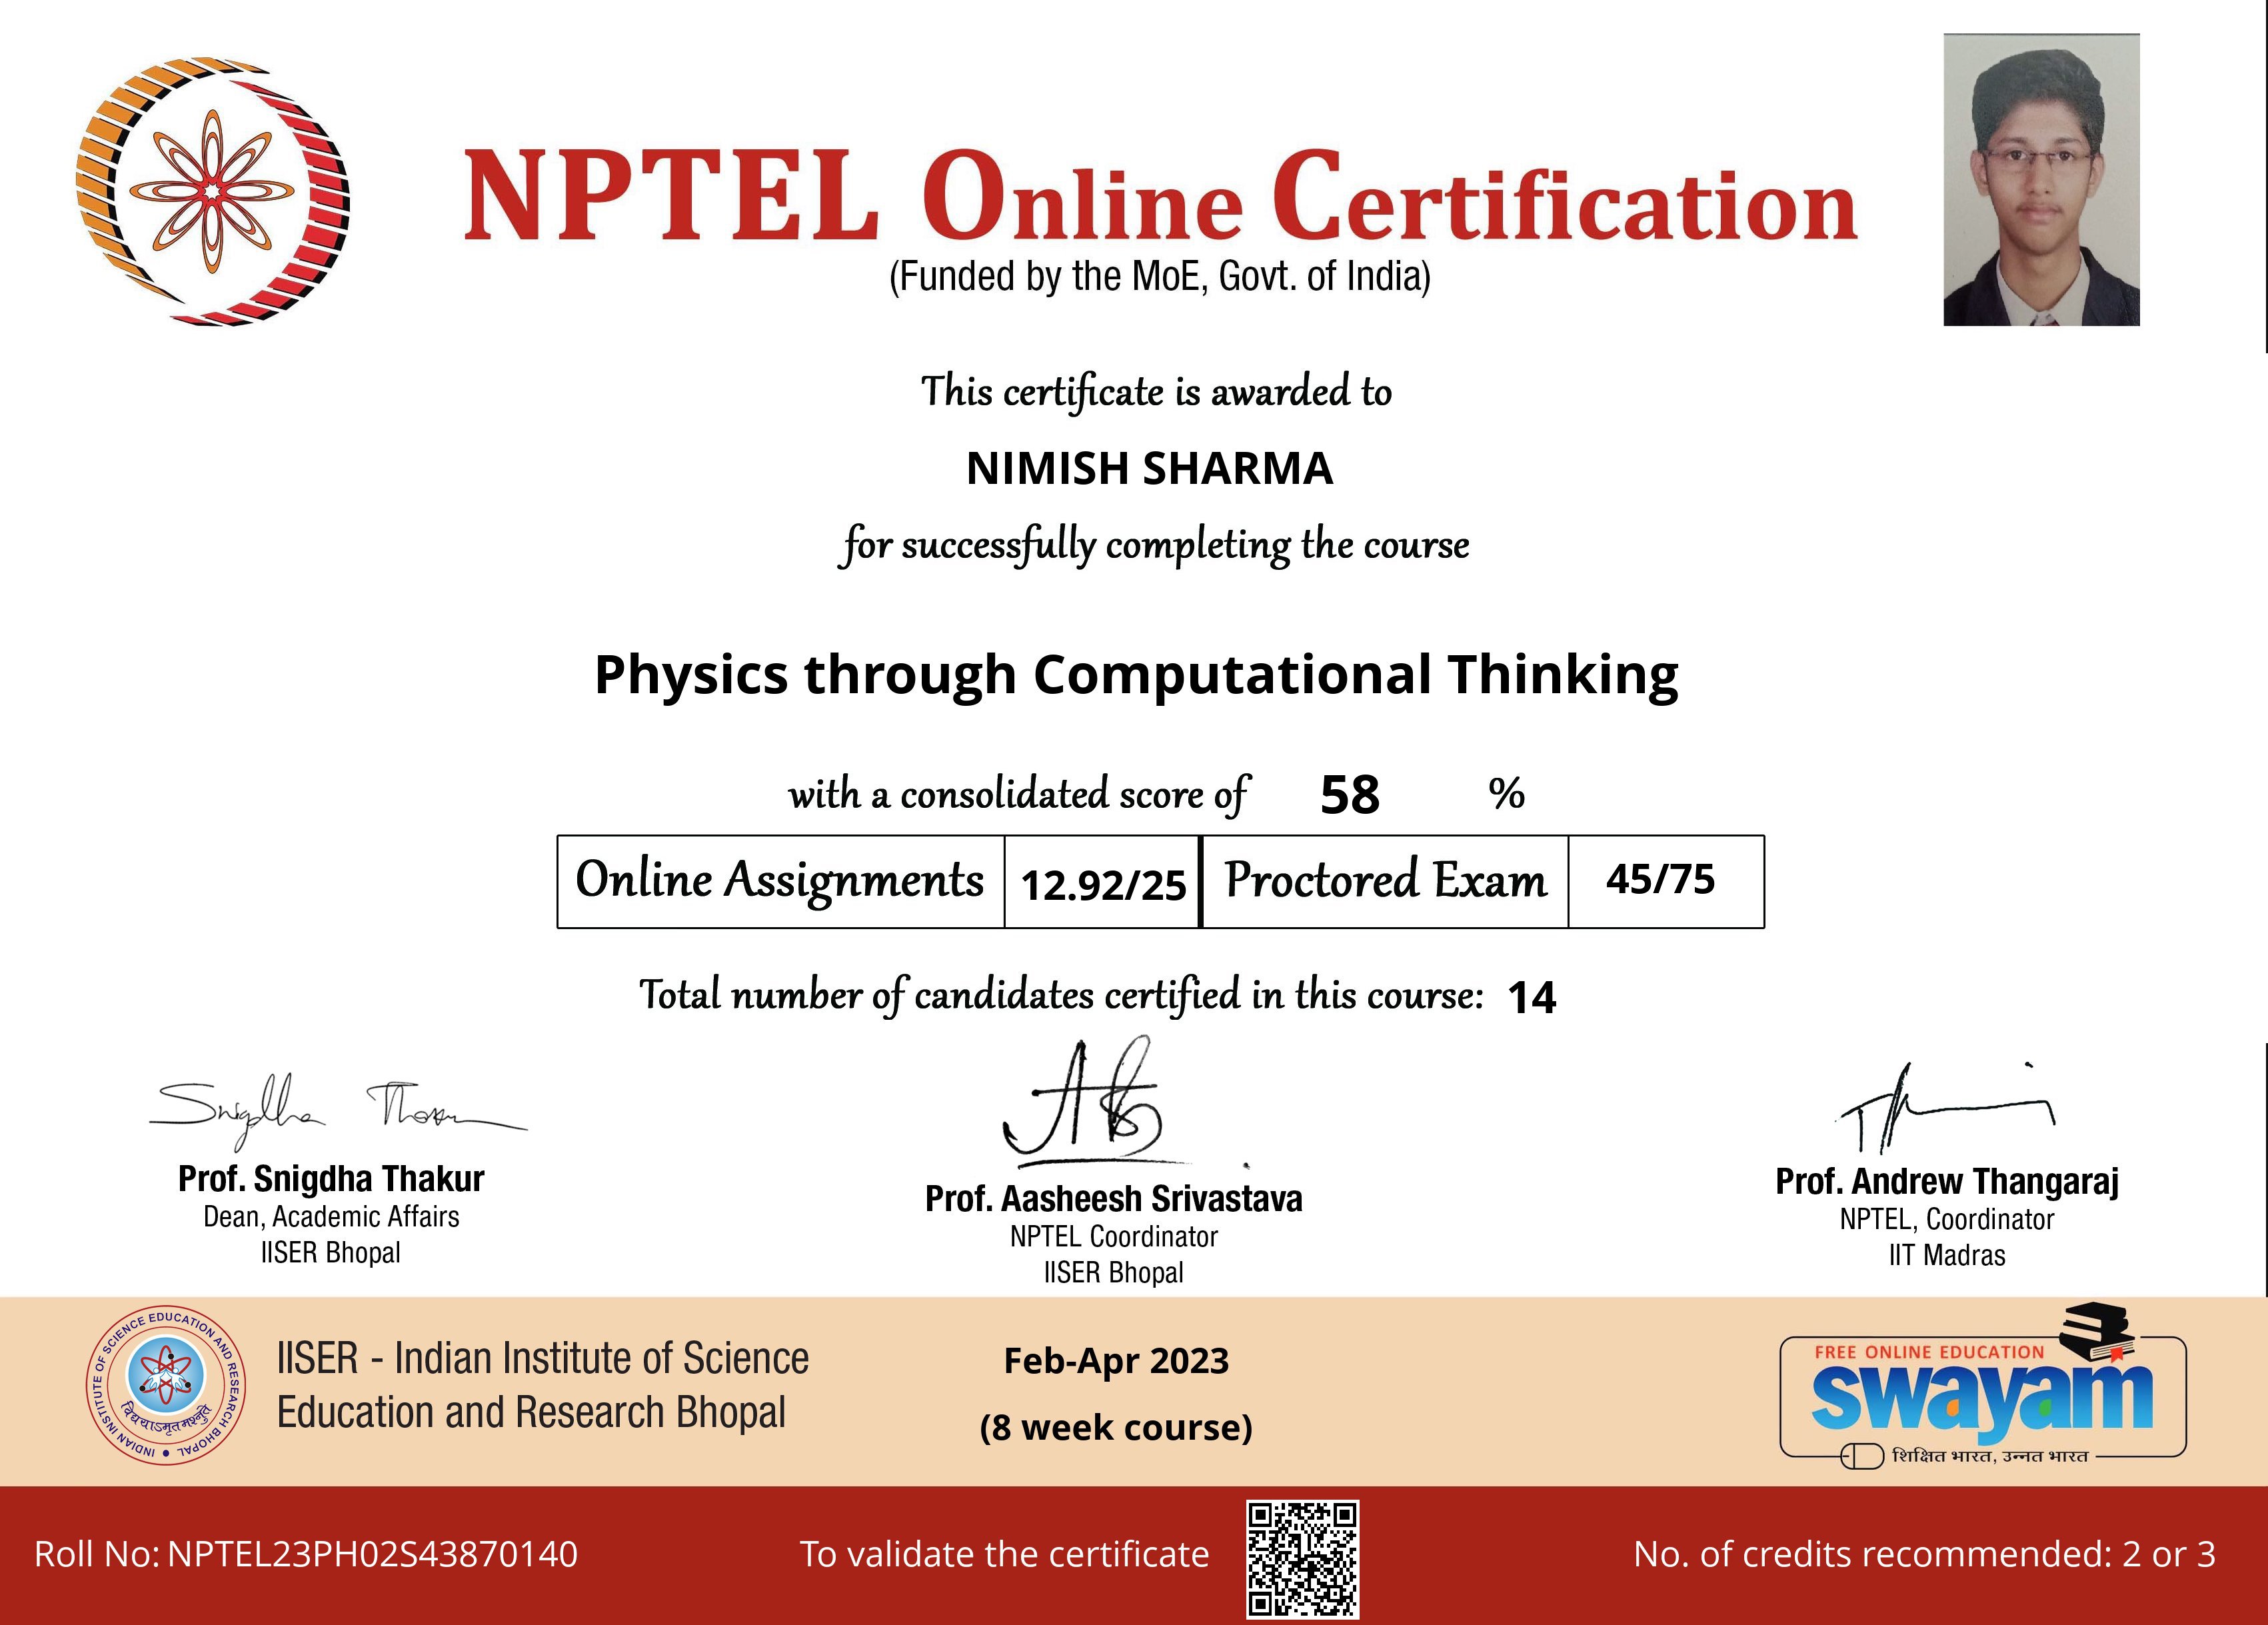 NPTEL Online Certification
(Funded by the MoE, Govt. of India)
This certificate is awarded to
NIMISH SHARMA
for successfully completing the course
Physics through Computational Thinking
with a consolidated score of 58 %
Online Assignments 12.92/25 Proctored Exam 45/75
Total number of candidates certified in this course: 14
Snigdha Thakur
Prof. Snigdha Thakur
Dean, Academic Affairs
IISER Bhopal
Prof. Aasheesh Srivastava
NPTEL Coordinator
IISER Bhopal
Prof. Andrew Thangaraj
NPTEL, Coordinator
IIT Madras
INDIAN INSTITUTE OF SCIENCE EDUCATION AND RESEARCH BHOPAL
विद्ययाऽमृतमश्नुते
IISER - Indian Institute of Science
Education and Research Bhopal
Feb-Apr 2023
(8 week course)
FREE ONLINE EDUCATION
swayam
शिक्षित भारत, उन्नत भारत
Roll No: NPTEL23PH02S43870140
To validate the certificate
No. of credits recommended: 2 or 3